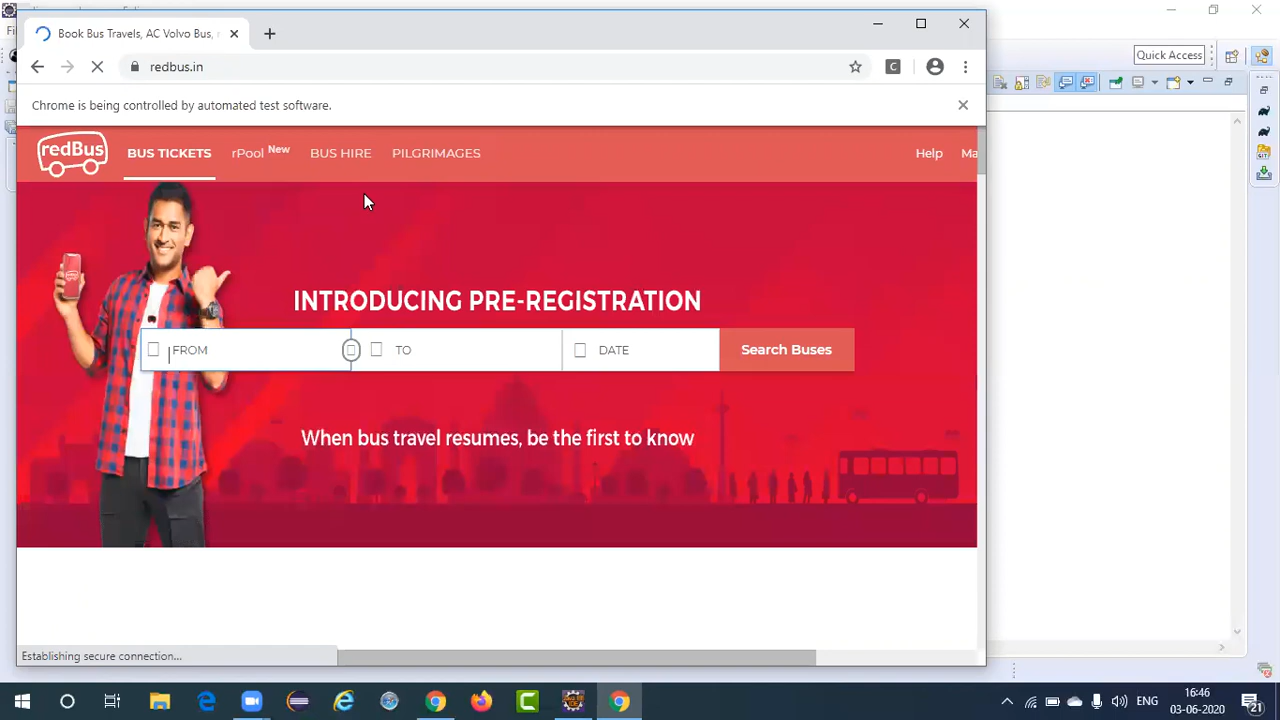 Book Bus Travels, AC Volvo Bus,
Quick Access
redbus.in
C
Chrome is being controlled by automated test software.
redBus
BUS TICKETS
rPool New
BUS HIRE
PILGRIMAGES
Help
Ma
INTRODUCING PRE-REGISTRATION
FROM
TO
DATE
Search Buses
When bus travel resumes, be the first to know
Establishing secure connection...
ENG
16:46
03-06-2020
21